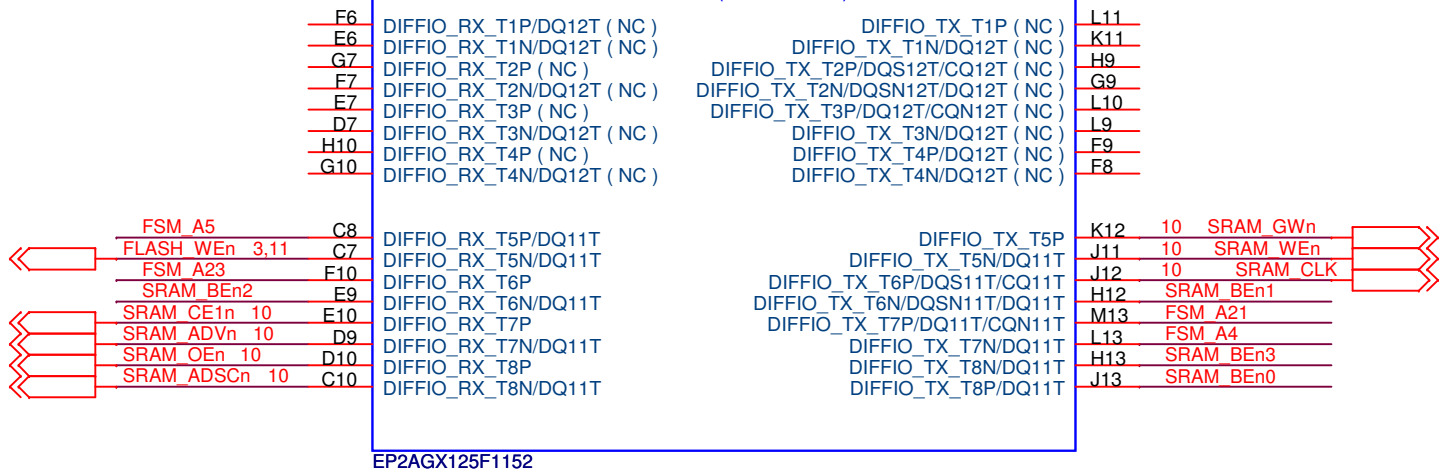 F6 DIFFIO_RX_T1P/DQ12T ( NC ) DIFFIO_TX_T1P ( NC ) L11
E6 DIFFIO_RX_T1N/DQ12T ( NC ) DIFFIO_TX_T1N/DQ12T ( NC ) K11
G7 DIFFIO_RX_T2P ( NC ) DIFFIO_TX_T2P/DQS12T/CQ12T ( NC ) H9
F7 DIFFIO_RX_T2N/DQ12T ( NC ) DIFFIO_TX_T2N/DQSN12T/DQ12T ( NC ) G9
E7 DIFFIO_RX_T3P ( NC ) DIFFIO_TX_T3P/DQ12T/CQN12T ( NC ) L10
D7 DIFFIO_RX_T3N/DQ12T ( NC ) DIFFIO_TX_T3N/DQ12T ( NC ) L9
H10 DIFFIO_RX_T4P ( NC ) DIFFIO_TX_T4P/DQ12T ( NC ) F9
G10 DIFFIO_RX_T4N/DQ12T ( NC ) DIFFIO_TX_T4N/DQ12T ( NC ) F8
FSM_A5 C8 DIFFIO_RX_T5P/DQ11T DIFFIO_TX_T5P K12 10 SRAM_GWn
FLASH_WEn 3,11 C7 DIFFIO_RX_T5N/DQ11T DIFFIO_TX_T5N/DQ11T J11 10 SRAM_WEn
FSM_A23 F10 DIFFIO_RX_T6P DIFFIO_TX_T6P/DQS11T/CQ11T J12 10 SRAM_CLK
SRAM_BEn2 E9 DIFFIO_RX_T6N/DQ11T DIFFIO_TX_T6N/DQSN11T/DQ11T H12 SRAM_BEn1
SRAM_CE1n 10 E10 DIFFIO_RX_T7P DIFFIO_TX_T7P/DQ11T/CQN11T M13 FSM_A21
SRAM_ADVn 10 D9 DIFFIO_RX_T7N/DQ11T DIFFIO_TX_T7N/DQ11T L13 FSM_A4
SRAM_OEn 10 D10 DIFFIO_RX_T8P DIFFIO_TX_T8N/DQ11T H13 SRAM_BEn3
SRAM_ADSCn 10 C10 DIFFIO_RX_T8N/DQ11T DIFFIO_TX_T8P/DQ11T J13 SRAM_BEn0
EP2AGX125F1152